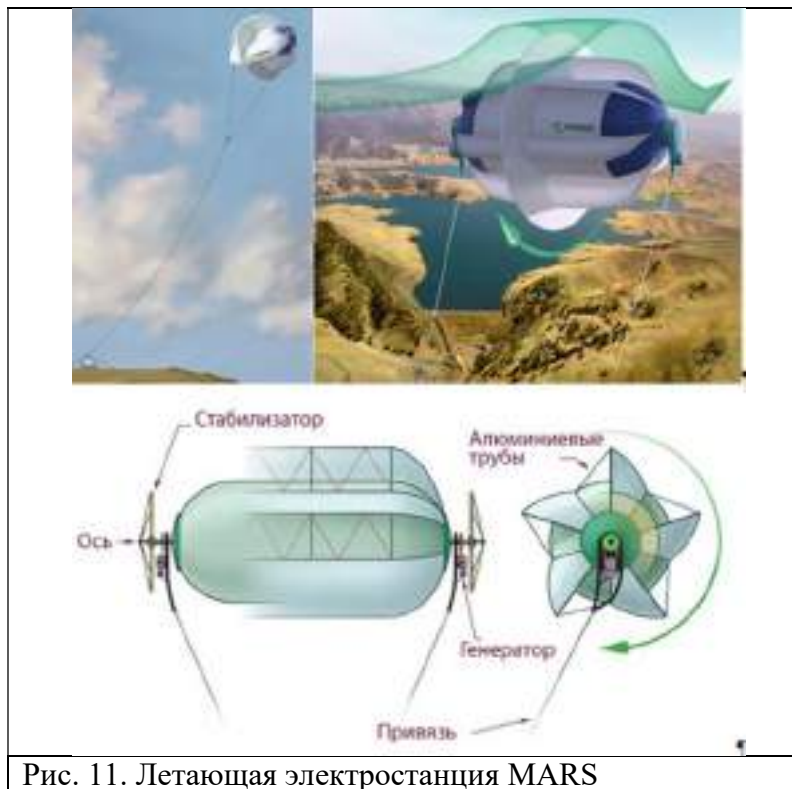 Стабилизатор
Алюминиевые
трубы
Ось
Генератор
Привязь
Рис. 11. Летающая электростанция MARS